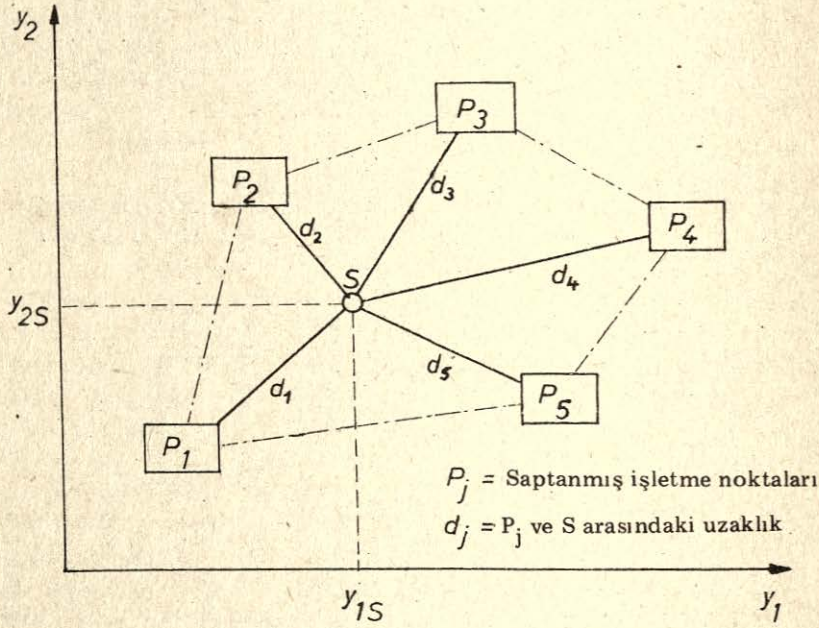 y2
P3
P2
d3
P4
d2
S
d4
y2S
d5
d1
P5
P1
Pj = Saptanmış işletme noktaları
dj = Pj ve S arasındaki uzaklık
y1S
y1